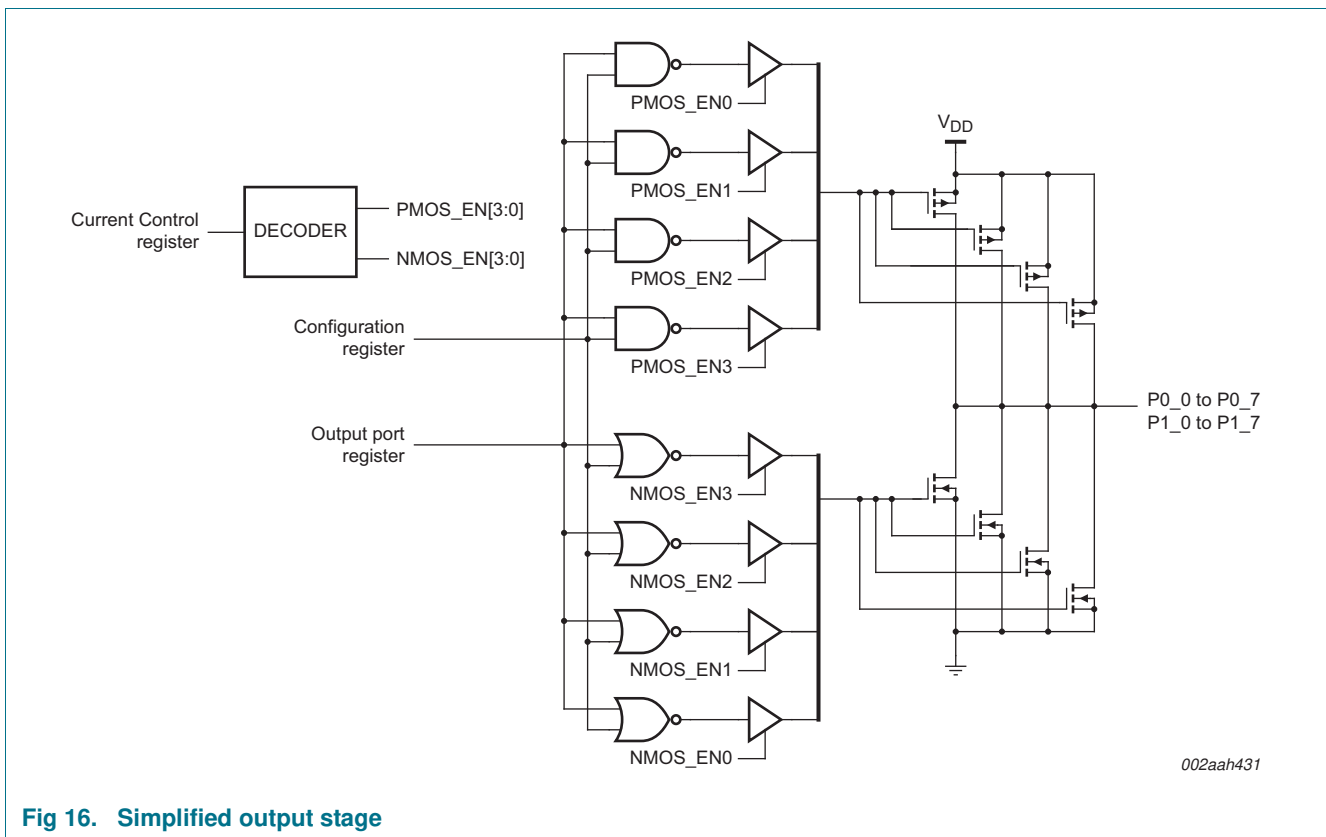 PMOS_EN0
V_DD
PMOS_EN1
Current Control
register
DECODER
PMOS_EN[3:0]
NMOS_EN[3:0]
PMOS_EN2
Configuration
register
PMOS_EN3
P0_0 to P0_7
P1_0 to P1_7
Output port
register
NMOS_EN3
NMOS_EN2
NMOS_EN1
NMOS_EN0
002aah431
Fig 16. Simplified output stage